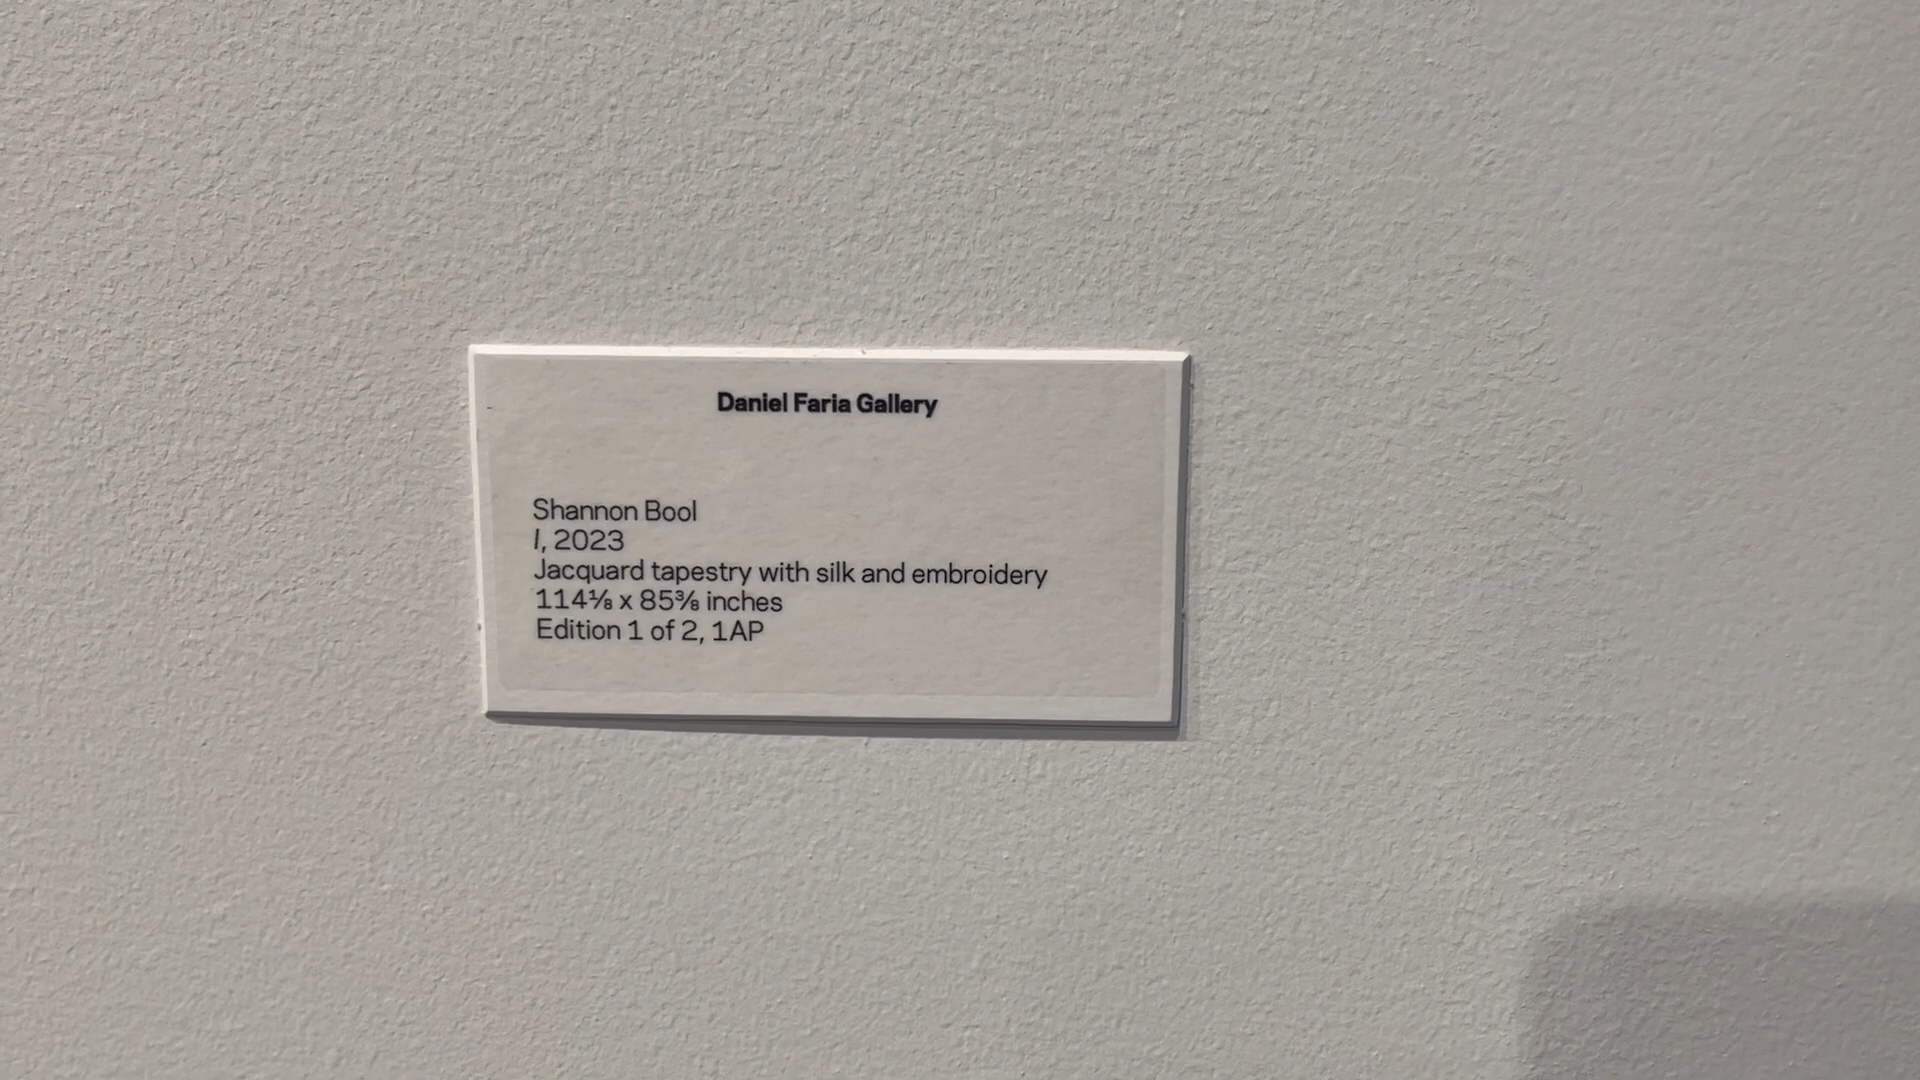 Daniel Faria Gallery
Shannon Bool
I, 2023
Jacquard tapestry with silk and embroidery
114⅛ x 85⅜ inches
Edition 1 of 2, 1AP